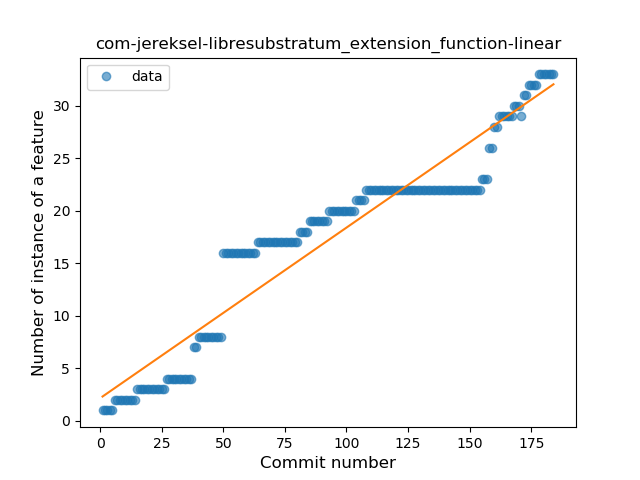 com-jereksel-libresubstratum_extension_function-linear
data
Number of instance of a feature
30
25
20
15
10
5
0
0 25 50 75 100 125 150 175
Commit number